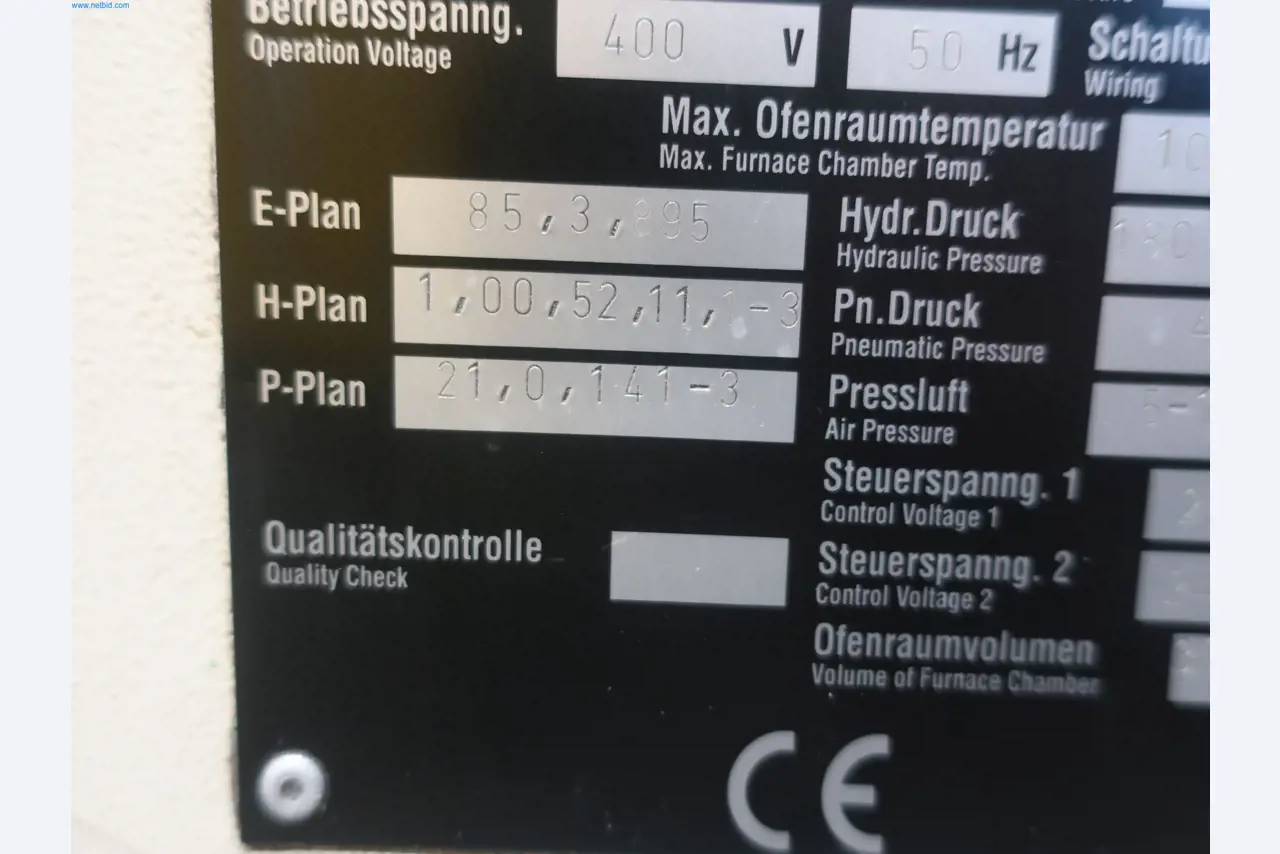 www.netbid.com
Betriebsspanng. 400 V 50 Hz
Operation Voltage
Wiring
Max. Ofenraumtemperatur
Max. Furnace Chamber Temp.
E-Plan 85,3,895
Hydr.Druck
Hydraulic Pressure
H-Plan 1,00,52,11,1-3
Pn.Druck
Pneumatic Pressure
P-Plan 21,0,141-3
Pressluft
Air Pressure
Steuerspanng. 1
Control Voltage 1
Qualitätskontrolle
Quality Check
Steuerspanng. 2
Control Voltage 2
Ofenraumvolumen
Volume of Furnace Chamber
CE